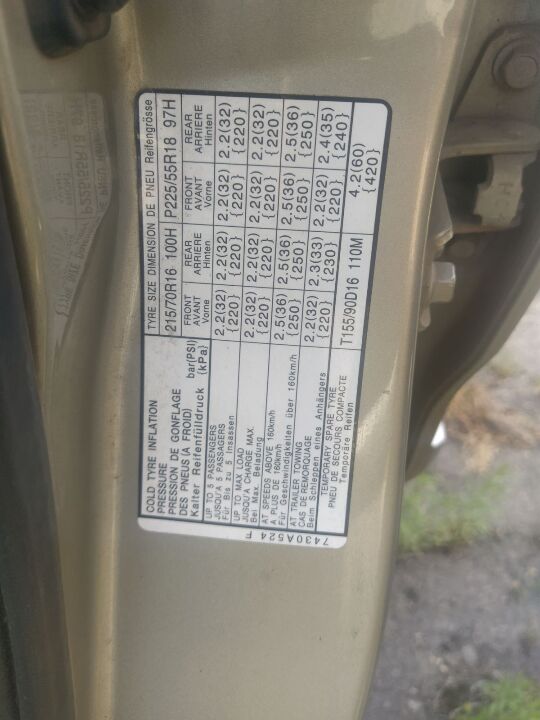 COLD TYRE INFLATION
PRESSURE
PRESSION DE GONFLAGE
DES PNEUS(A FROID)
Kalter Reifenfülldruck
bar(PSI)
{kPa}
TYRE SIZE DIMENSION DE PNEU Reifengrösse
215/70R16 100H P225/55R18 97H
FRONT REAR FRONT REAR
AVANT ARRIERE AVANT ARRIERE
Vorne Hinten Vorne Hinten
UP TO 5 PASSENGERS
JUSQU'À 5 PASSAGERS
Für Bis zu 5 Insassen
2.2(32) 2.2(32) 2.2(32) 2.2(32)
{220} {220} {220} {220}
UP TO MAX LOAD
JUSQU'À CHARGE MAX.
Bei Max. Beladung
2.2(32) 2.2(32) 2.2(32) 2.2(32)
{220} {220} {220} {220}
AT SPEEDS ABOVE 160km/h
A PLUS DE 160km/h
Für Geschwindigkeiten über 160km/h
2.5(36) 2.5(36) 2.5(36) 2.5(36)
{250} {250} {250} {250}
AT TRAILER TOWING
CAS DE REMORQUAGE
Beim Schleppen eines Anhängers
2.2(32) 2.3(33) 2.2(32) 2.4(35)
{220} {230} {220} {240}
TEMPORARY SPARE TYRE
PNEU DE SECOURS COMPACTE
Temporäre Reifen
T155/90D16 110M
4.2(60)
{420}
7430A524 F